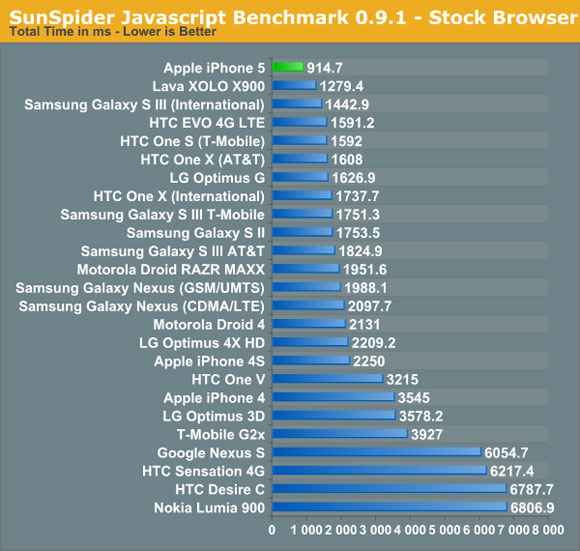 SunSpider Javascript Benchmark 0.9.1 - Stock Browser
Total Time in ms - Lower is Better
Apple iPhone 5 914.7
Lava XOLO X900 1279.4
Samsung Galaxy S III (International) 1442.9
HTC EVO 4G LTE 1591.2
HTC One S (T-Mobile) 1592
HTC One X (AT&T) 1608
LG Optimus G 1626.9
HTC One X (International) 1737.7
Samsung Galaxy S III T-Mobile 1751.3
Samsung Galaxy S II 1753.5
Samsung Galaxy S III AT&T 1824.9
Motorola Droid RAZR MAXX 1951.6
Samsung Galaxy Nexus (GSM/UMTS) 1988.1
Samsung Galaxy Nexus (CDMA/LTE) 2097.7
Motorola Droid 4 2131
LG Optimus 4X HD 2209.2
Apple iPhone 4S 2250
HTC One V 3215
Apple iPhone 4 3545
LG Optimus 3D 3578.2
T-Mobile G2x 3927
Google Nexus S 6054.7
HTC Sensation 4G 6217.4
HTC Desire C 6787.7
Nokia Lumia 900 6806.9
0 1 000 2 000 3 000 4 000 5 000 6 000 7 000 8 000